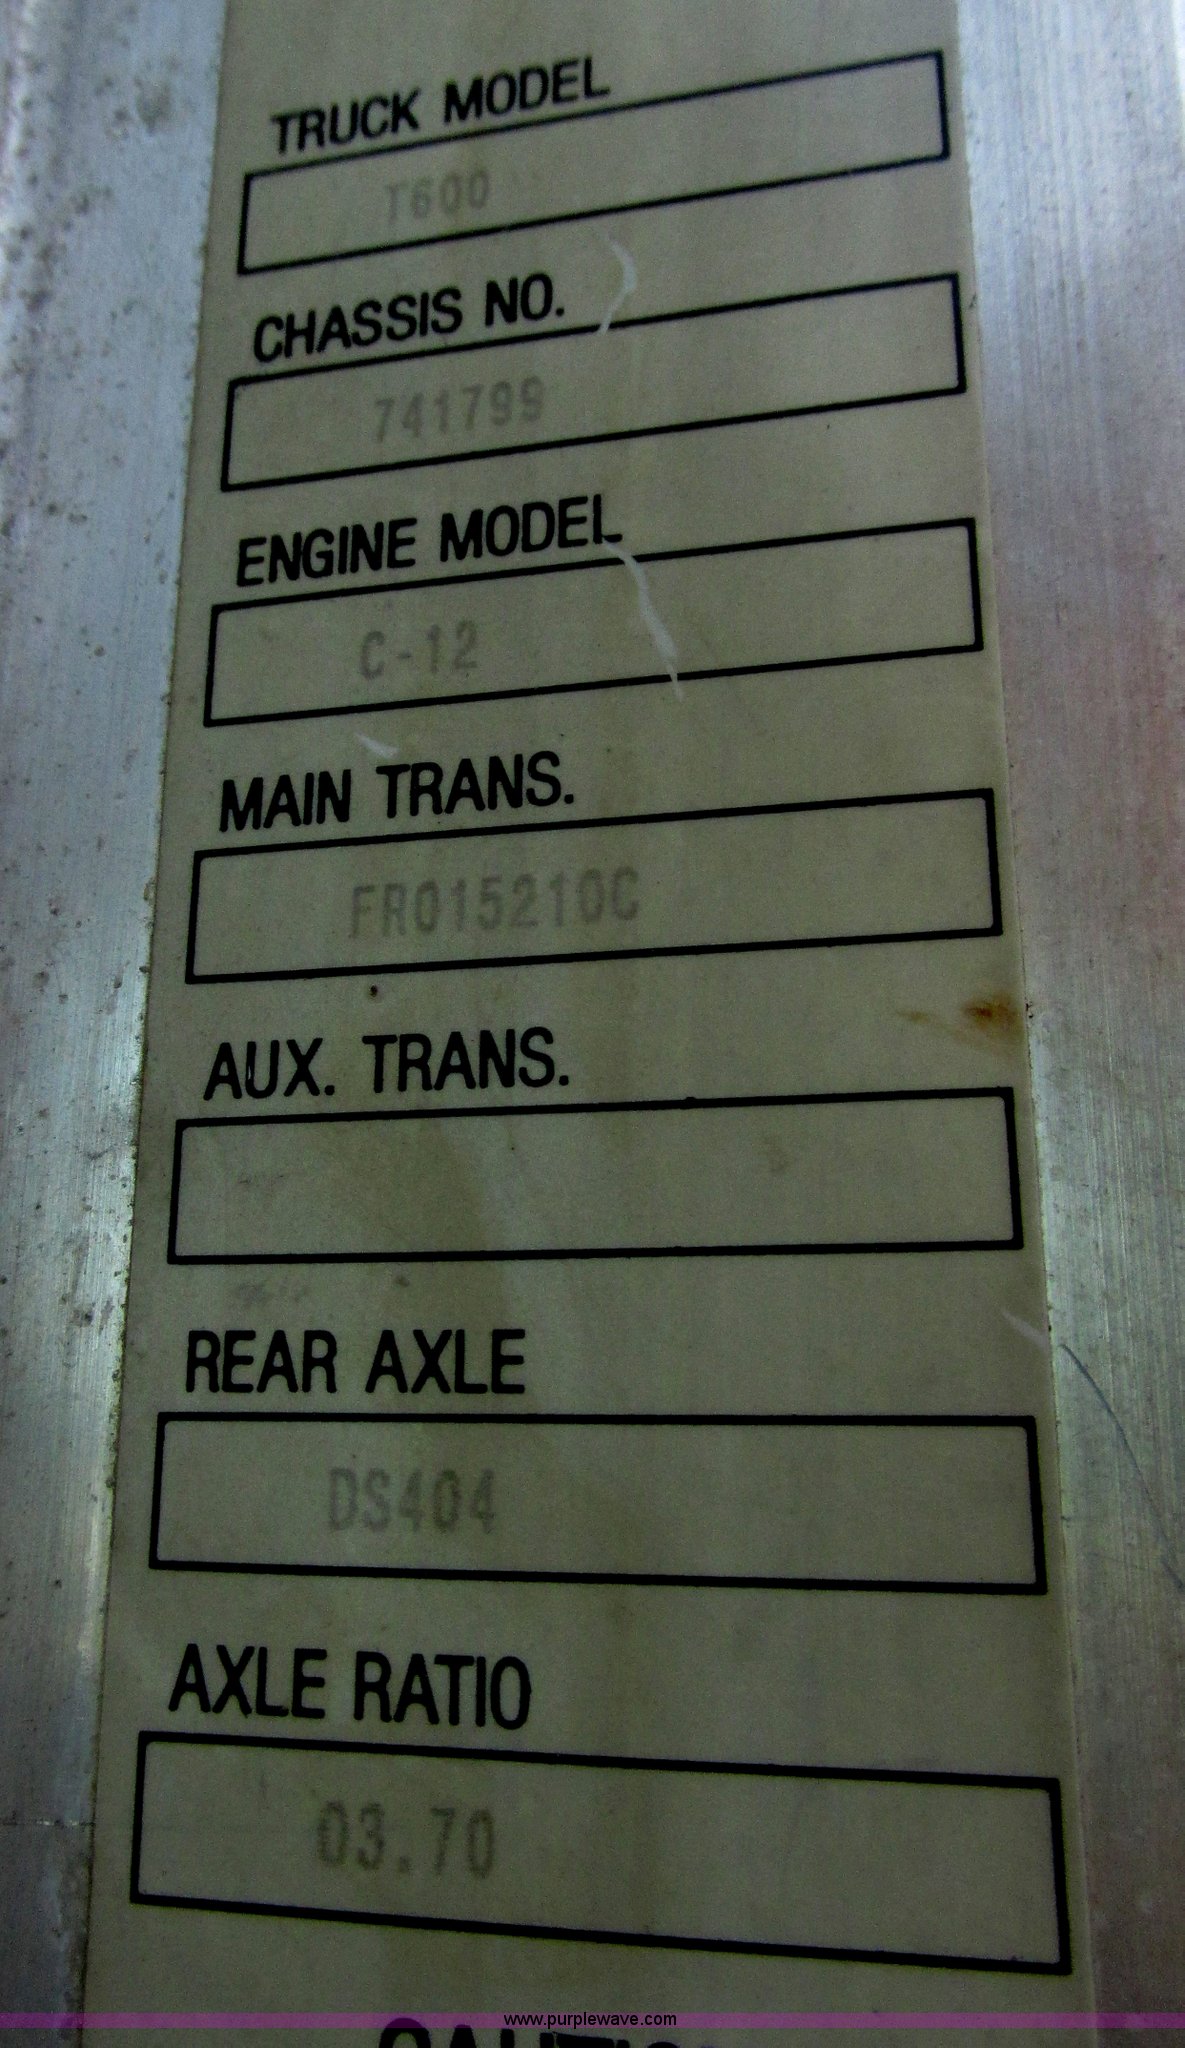 TRUCK MODEL
T600
CHASSIS NO.
741799
ENGINE MODEL
C-12
MAIN TRANS.
FRO15210C
AUX. TRANS.
REAR AXLE
DS404
AXLE RATIO
03.70
www.purplewave.com